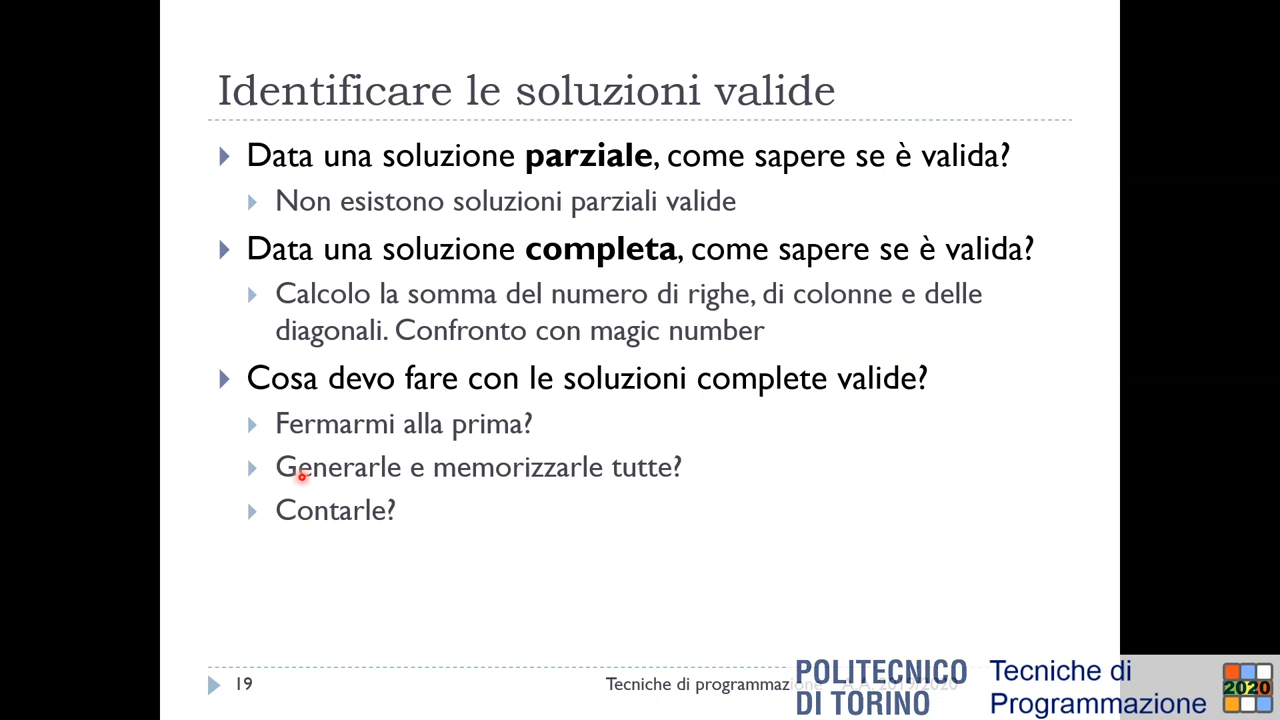 Identificare le soluzioni valide
Data una soluzione parziale, come sapere se è valida?
Non esistono soluzioni parziali valide
Data una soluzione completa, come sapere se è valida?
Calcolo la somma del numero di righe, di colonne e delle
diagonali. Confronto con magic number
Cosa devo fare con le soluzioni complete valide?
Fermarmi alla prima?
Generarle e memorizzarle tutte?
Contarle?
19
Tecniche di programmazione A.A. 2019/2020
POLITECNICO
DI TORINO
Tecniche di
Programmazione
2020